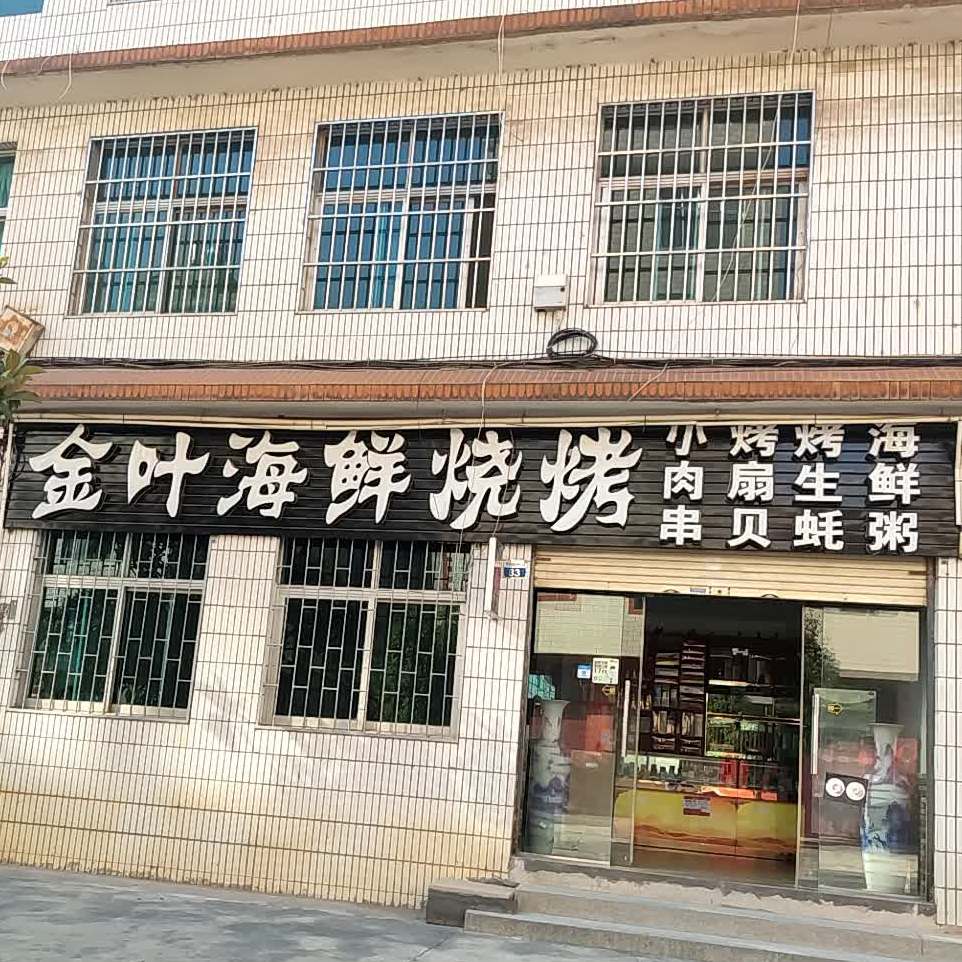 金叶海鲜烧烤
小肉串
烤扇贝
烤生蚝
海鲜粥
33